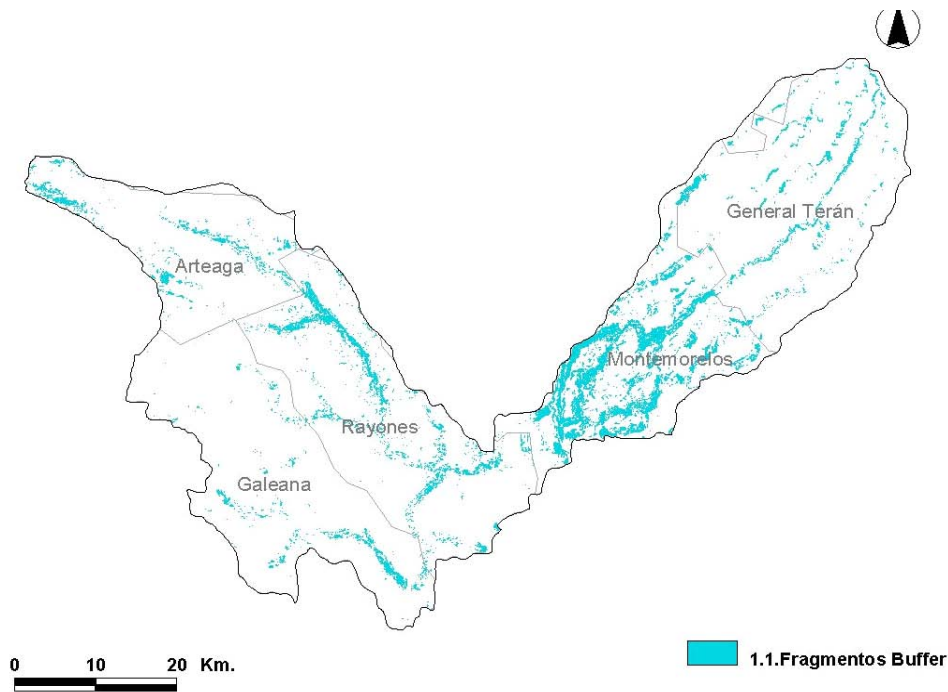 General Terán
Arteaga
Montemorelos
Rayones
Galeana
0 10 20 Km.
1.1.Fragmentos Buffer